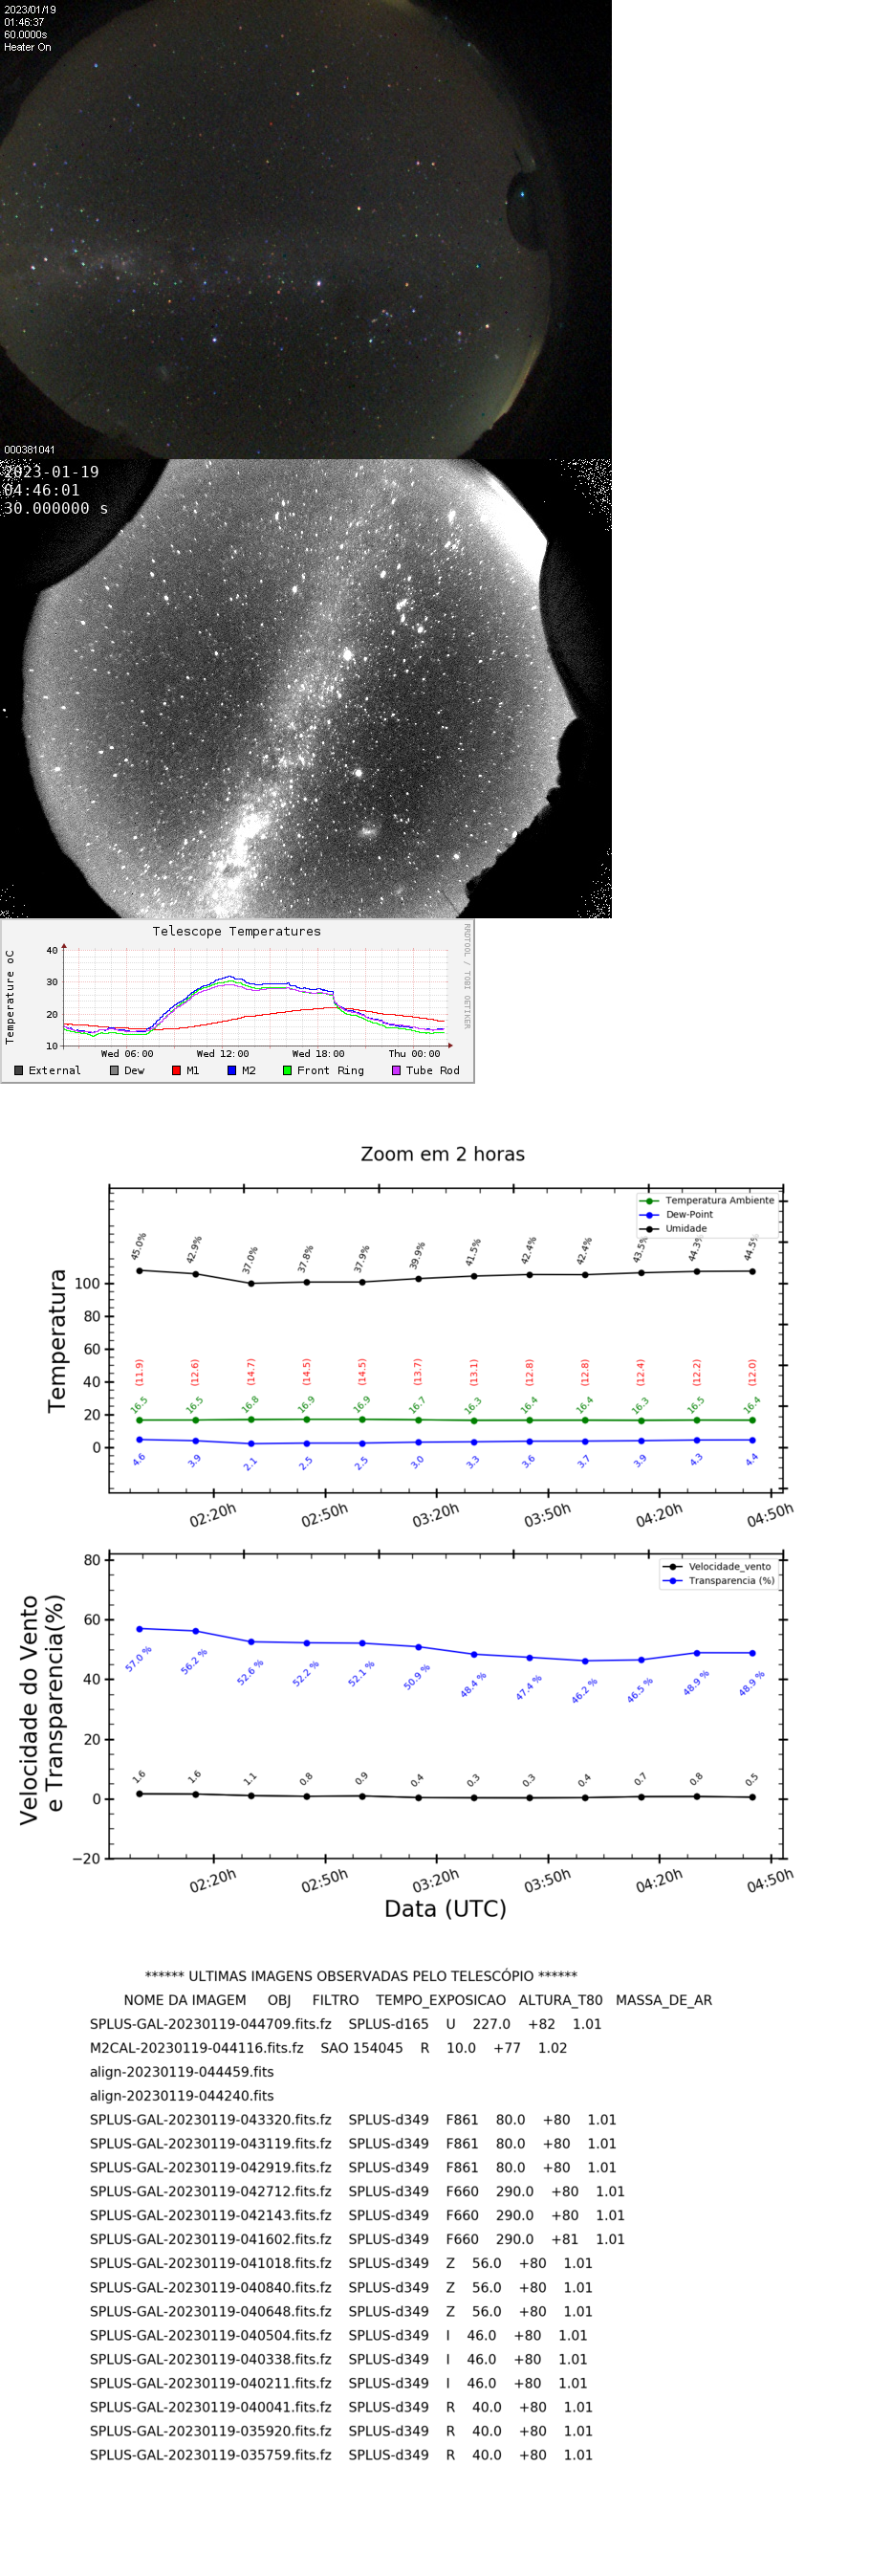 2023/01/19
01:46:37
60.0000s
Heater On
000381041
2023-01-19
04:46:01
30.000000 s
Telescope Temperatures
RRDTOOL / TOBI OETIKER
Temperature oC
40
30
20
10
Wed 06:00 Wed 12:00 Wed 18:00 Thu 00:00
External Dew M1 M2 Front Ring Tube Rod
Zoom em 2 horas
Temperatura Ambiente
Dew-Point
Umidade
Temperatura
100
80
60
40
20
0
45.0% 42.9% 37.0% 37.8% 37.9% 39.9% 41.5% 42.4% 42.4% 43.5% 44.3% 44.5%
(11.9) (12.6) (14.7) (14.5) (14.5) (13.7) (13.1) (12.8) (12.8) (12.4) (12.2) (12.0)
16.5 16.5 16.8 16.9 16.9 16.7 16.3 16.4 16.4 16.3 16.5 16.4
4.6 3.9 2.1 2.5 2.5 3.0 3.3 3.6 3.7 3.9 4.3 4.4
02:20h 02:50h 03:20h 03:50h 04:20h 04:50h
Velocidade_vento
Transparencia (%)
Velocidade do Vento
e Transparencia(%)
80
60
40
20
0
−20
57.0 % 56.2 % 52.6 % 52.2 % 52.1 % 50.9 % 48.4 % 47.4 % 46.2 % 46.5 % 48.9 % 48.9 %
1.6 1.6 1.1 0.8 0.9 0.4 0.3 0.3 0.4 0.7 0.8 0.5
02:20h 02:50h 03:20h 03:50h 04:20h 04:50h
Data (UTC)
****** ULTIMAS IMAGENS OBSERVADAS PELO TELESCÓPIO ******
NOME DA IMAGEM OBJ FILTRO TEMPO_EXPOSICAO ALTURA_T80 MASSA_DE_AR
SPLUS-GAL-20230119-044709.fits.fz SPLUS-d165 U 227.0 +82 1.01
M2CAL-20230119-044116.fits.fz SAO 154045 R 10.0 +77 1.02
align-20230119-044459.fits
align-20230119-044240.fits
SPLUS-GAL-20230119-043320.fits.fz SPLUS-d349 F861 80.0 +80 1.01
SPLUS-GAL-20230119-043119.fits.fz SPLUS-d349 F861 80.0 +80 1.01
SPLUS-GAL-20230119-042919.fits.fz SPLUS-d349 F861 80.0 +80 1.01
SPLUS-GAL-20230119-042712.fits.fz SPLUS-d349 F660 290.0 +80 1.01
SPLUS-GAL-20230119-042143.fits.fz SPLUS-d349 F660 290.0 +80 1.01
SPLUS-GAL-20230119-041602.fits.fz SPLUS-d349 F660 290.0 +81 1.01
SPLUS-GAL-20230119-041018.fits.fz SPLUS-d349 Z 56.0 +80 1.01
SPLUS-GAL-20230119-040840.fits.fz SPLUS-d349 Z 56.0 +80 1.01
SPLUS-GAL-20230119-040648.fits.fz SPLUS-d349 Z 56.0 +80 1.01
SPLUS-GAL-20230119-040504.fits.fz SPLUS-d349 I 46.0 +80 1.01
SPLUS-GAL-20230119-040338.fits.fz SPLUS-d349 I 46.0 +80 1.01
SPLUS-GAL-20230119-040211.fits.fz SPLUS-d349 I 46.0 +80 1.01
SPLUS-GAL-20230119-040041.fits.fz SPLUS-d349 R 40.0 +80 1.01
SPLUS-GAL-20230119-035920.fits.fz SPLUS-d349 R 40.0 +80 1.01
SPLUS-GAL-20230119-035759.fits.fz SPLUS-d349 R 40.0 +80 1.01